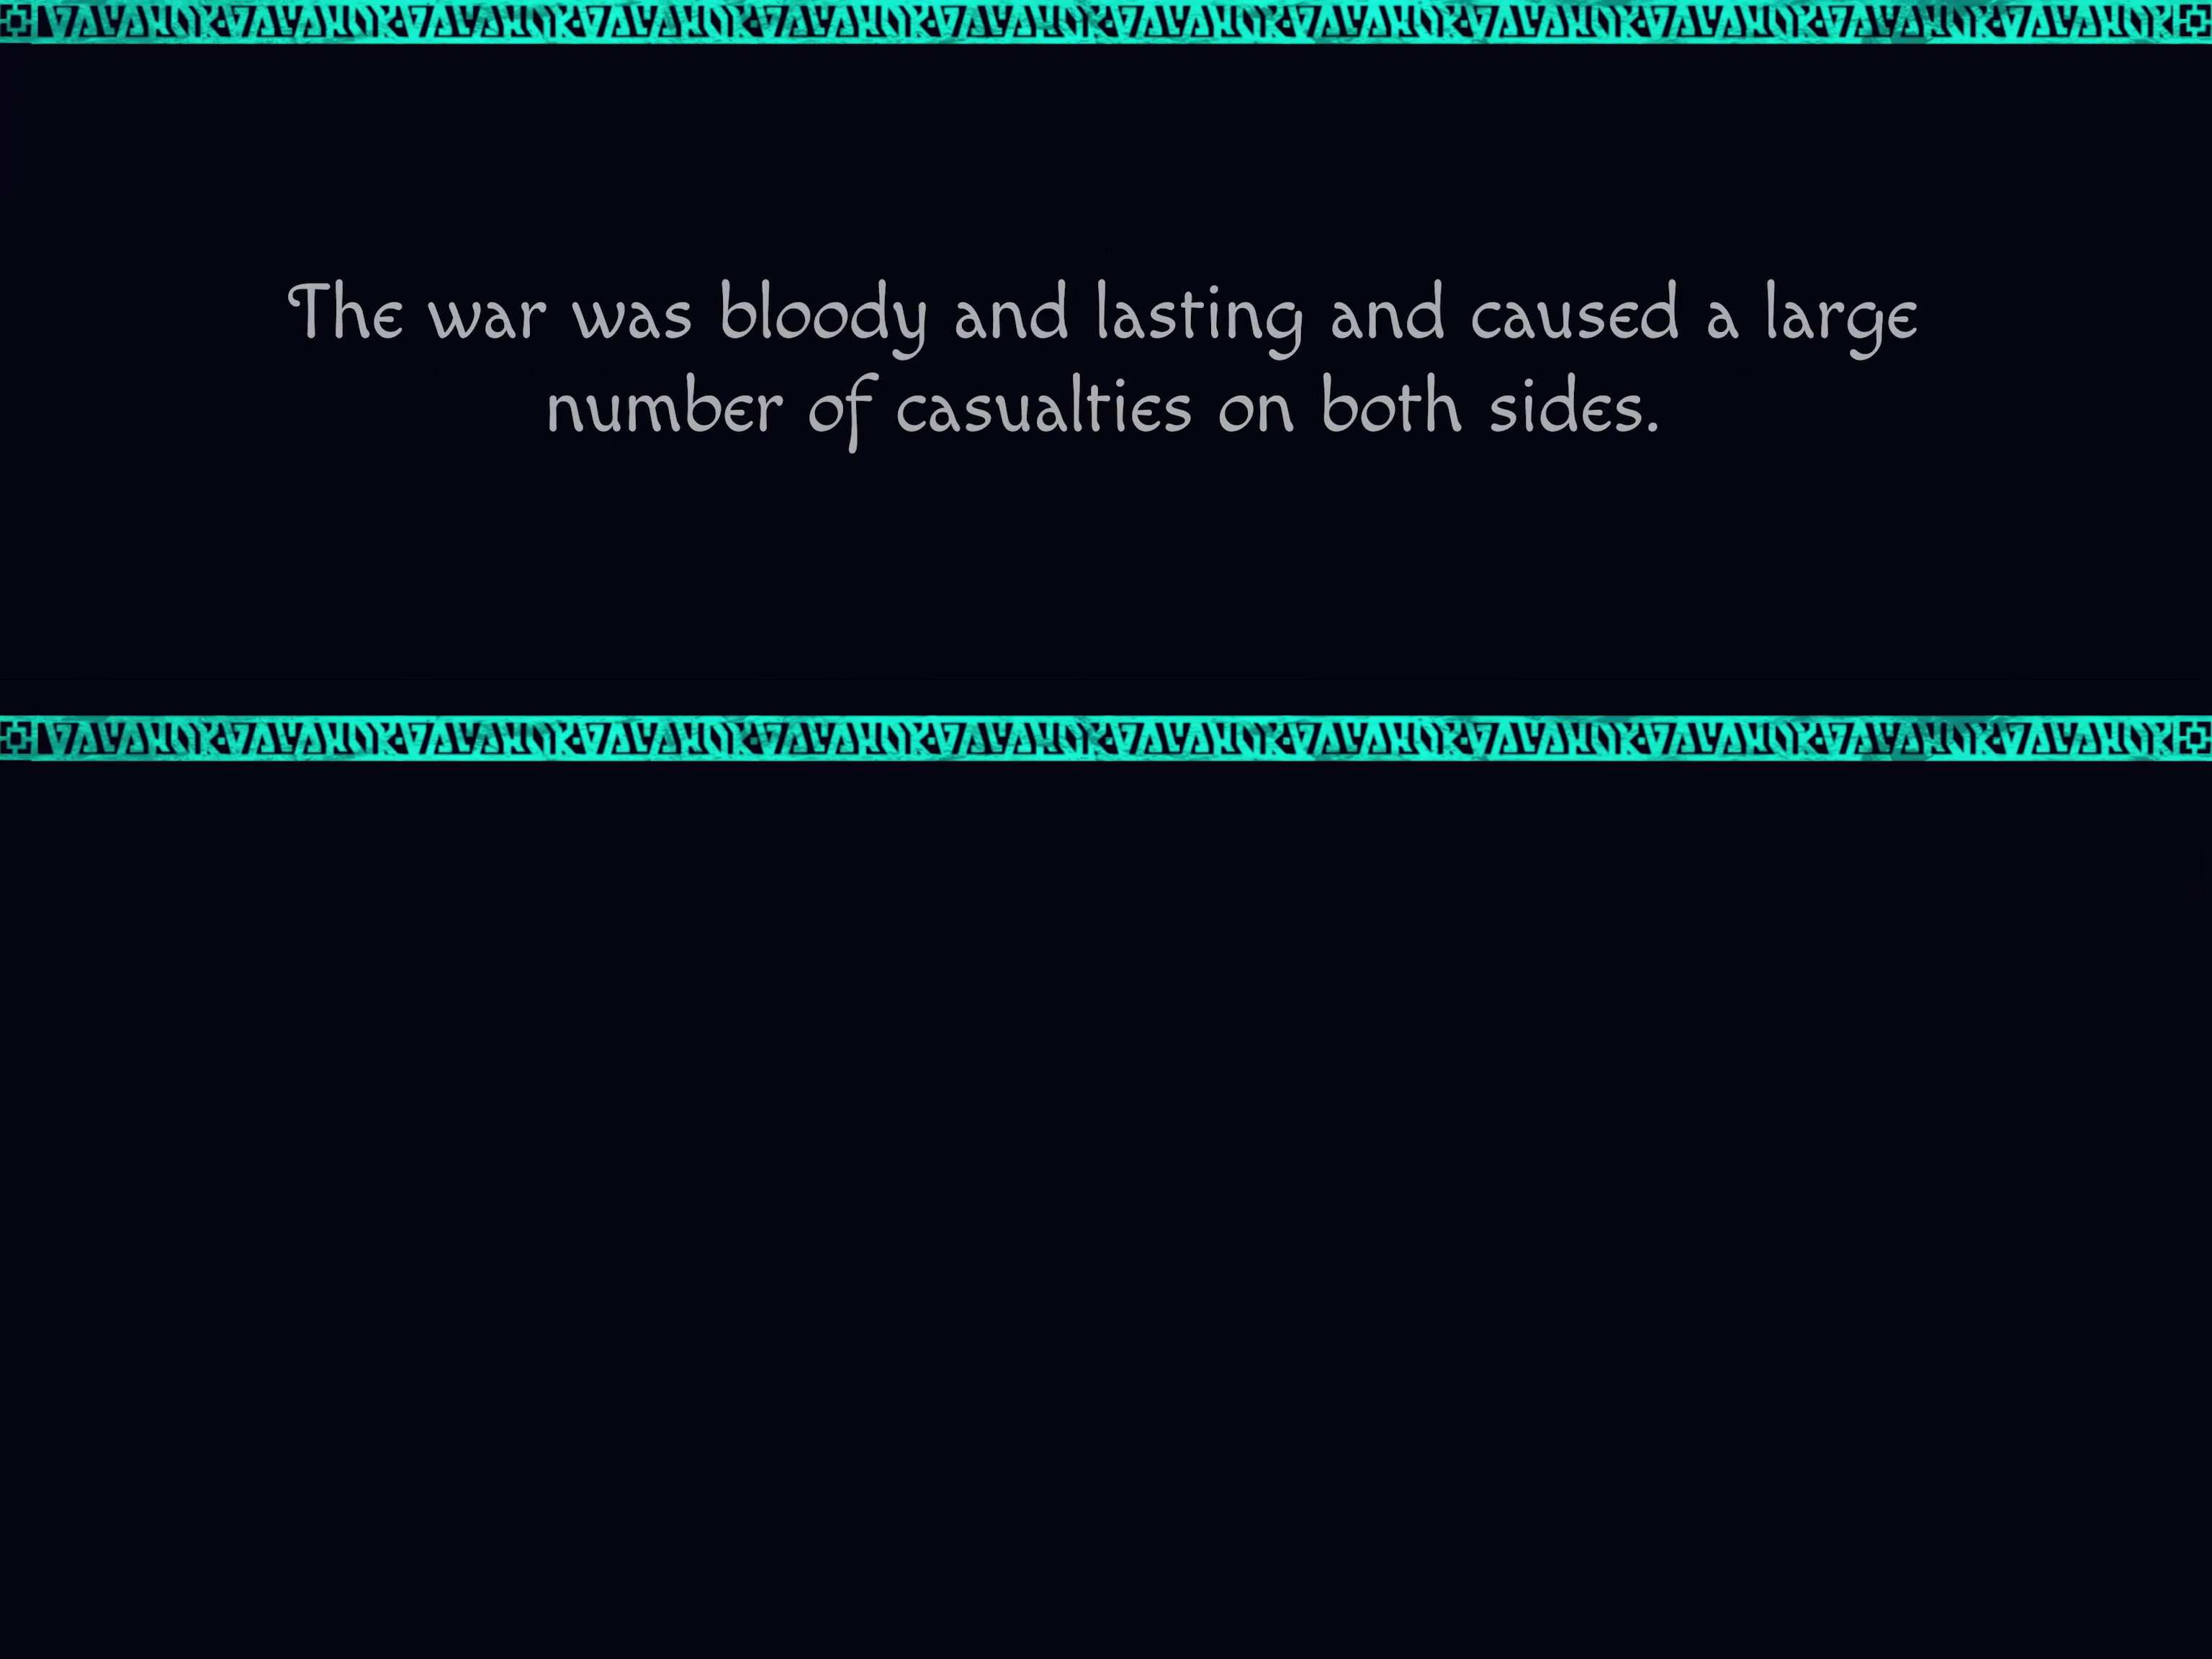 The war was bloody and lasting and caused a large
number of casualties on both sides.